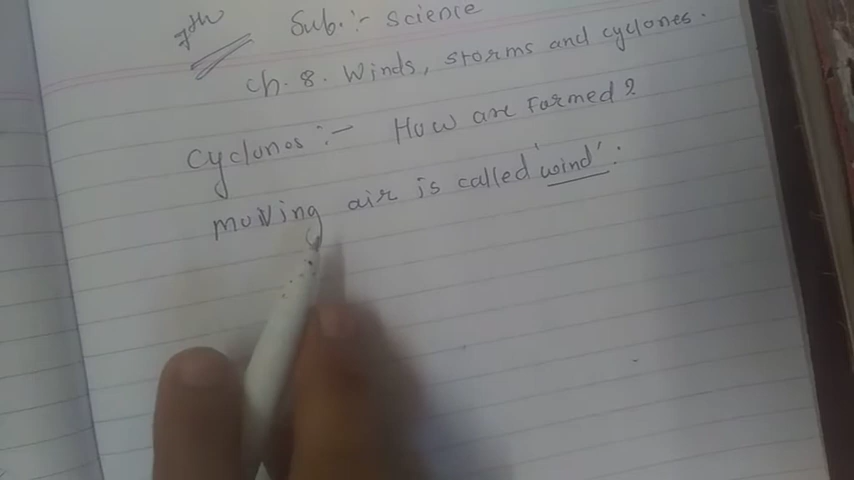 7th
Sub.:- Science
Ch. 8. Winds, storms and cyclones.
Cyclones :- How are Formed ?
moving air is called 'wind'.